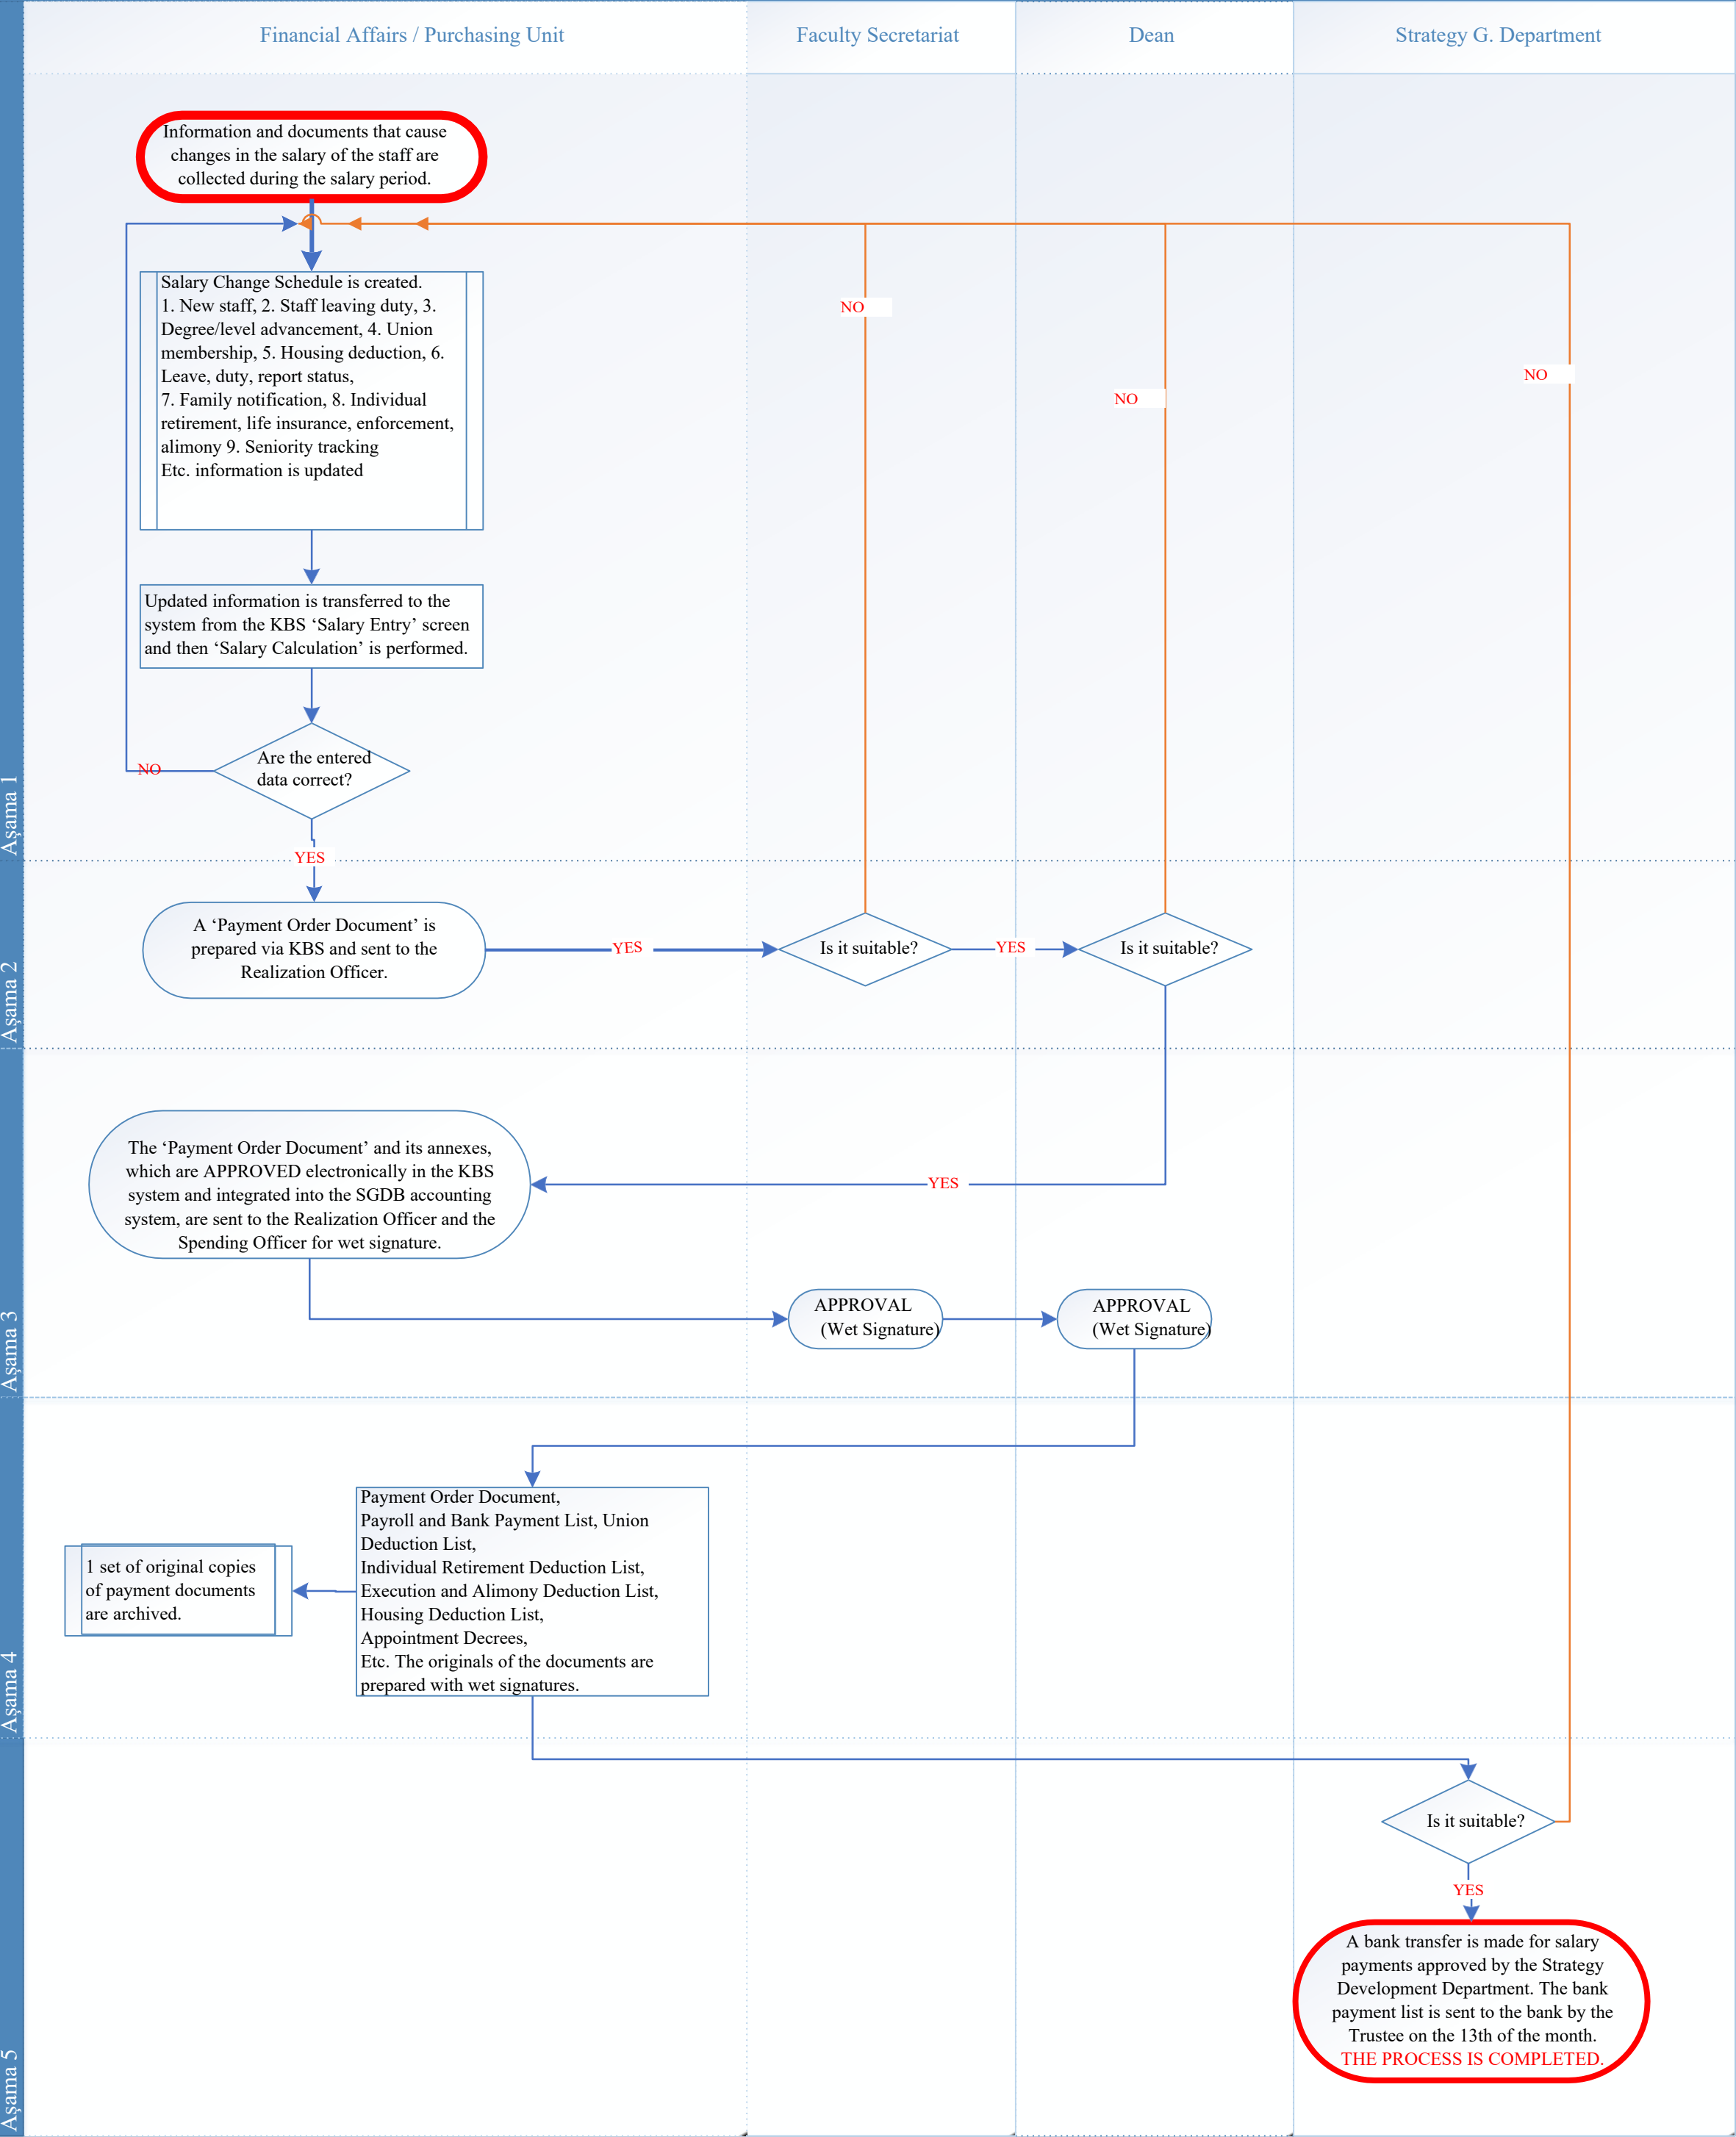 Financial Affairs / Purchasing Unit
Faculty Secretariat
Dean
Strategy G. Department
Aşama 1
Information and documents that cause
changes in the salary of the staff are
collected during the salary period.
Salary Change Schedule is created.
1. New staff, 2. Staff leaving duty, 3.
Degree/level advancement, 4. Union
membership, 5. Housing deduction, 6.
Leave, duty, report status,
7. Family notification, 8. Individual
retirement, life insurance, enforcement,
alimony 9. Seniority tracking
Etc. information is updated
NO
NO
NO
Updated information is transferred to the
system from the KBS ‘Salary Entry’ screen
and then ‘Salary Calculation’ is performed.
Are the entered
data correct?
NO
YES
Aşama 2
A ‘Payment Order Document’ is
prepared via KBS and sent to the
Realization Officer.
YES
Is it suitable?
YES
Is it suitable?
Aşama 3
The ‘Payment Order Document’ and its annexes,
which are APPROVED electronically in the KBS
system and integrated into the SGDB accounting
system, are sent to the Realization Officer and the
Spending Officer for wet signature.
YES
APPROVAL
(Wet Signature)
APPROVAL
(Wet Signature)
Aşama 4
Payment Order Document,
Payroll and Bank Payment List, Union
Deduction List,
Individual Retirement Deduction List,
Execution and Alimony Deduction List,
Housing Deduction List,
Appointment Decrees,
Etc. The originals of the documents are
prepared with wet signatures.
1 set of original copies
of payment documents
are archived.
Aşama 5
Is it suitable?
YES
A bank transfer is made for salary
payments approved by the Strategy
Development Department. The bank
payment list is sent to the bank by the
Trustee on the 13th of the month.
THE PROCESS IS COMPLETED.